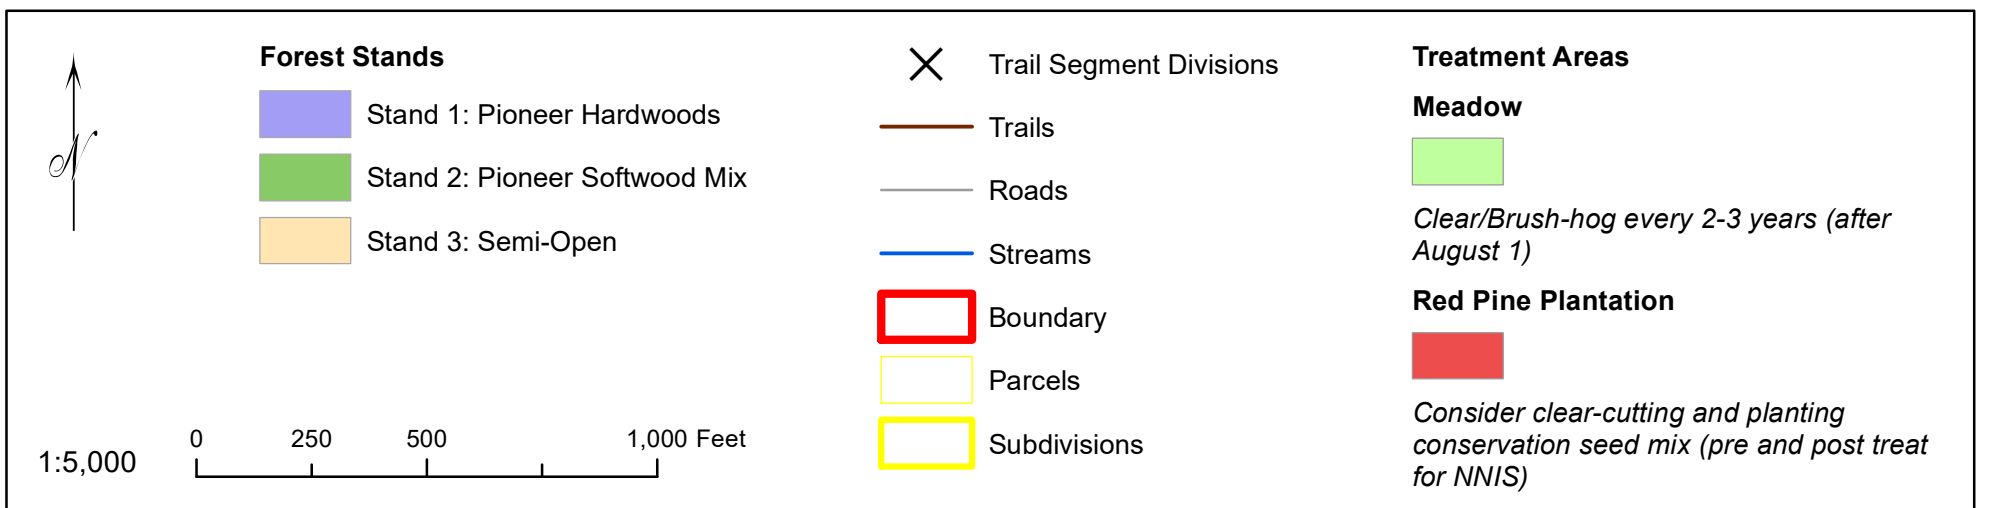 N
Forest Stands
Stand 1: Pioneer Hardwoods
Stand 2: Pioneer Softwood Mix
Stand 3: Semi-Open
1:5,000
0 250 500 1,000 Feet
Trail Segment Divisions
Trails
Roads
Streams
Boundary
Parcels
Subdivisions
Treatment Areas
Meadow
Clear/Brush-hog every 2-3 years (after
August 1)
Red Pine Plantation
Consider clear-cutting and planting
conservation seed mix (pre and post treat
for NNIS)